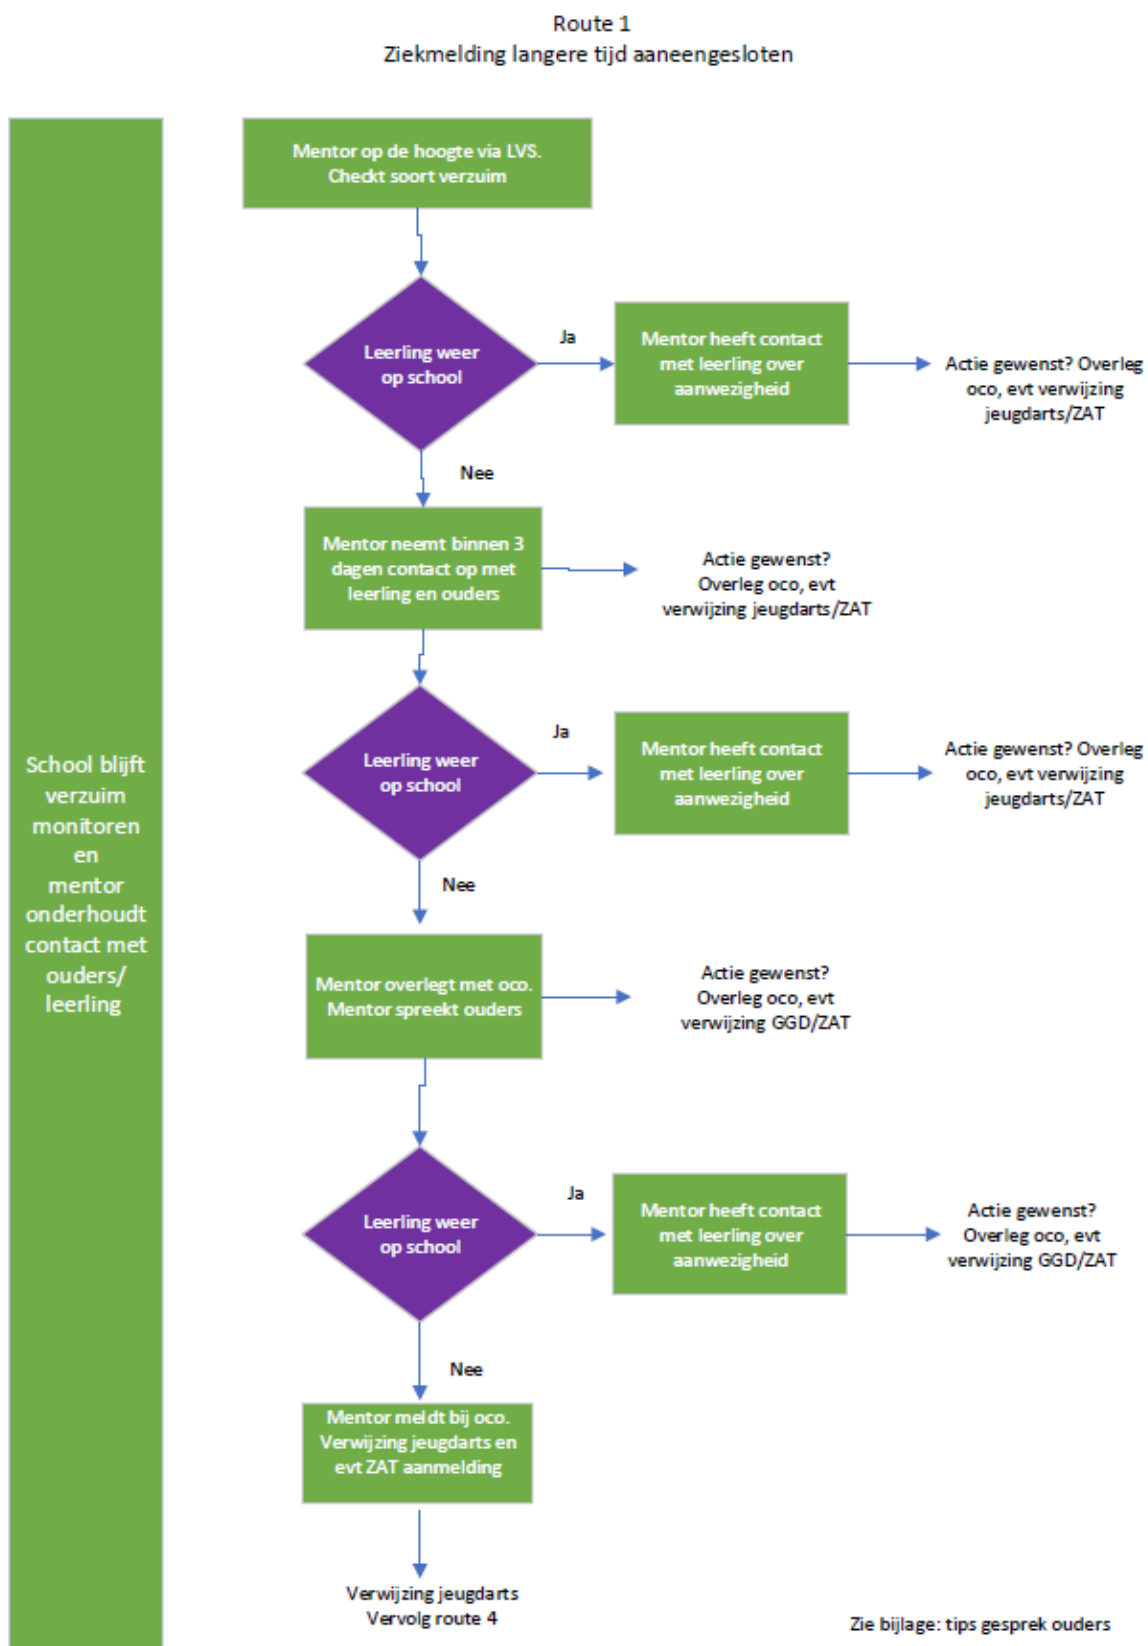 Route 1
Ziekmelding langere tijd aaneengesloten
Mentor op de hoogte via LVS.
Checkt soort verzuim
Leerling weer
op school
Ja
Mentor heeft contact
met leerling over
aanwezigheid
Actie gewenst? Overleg
oco, evt verwijzing
jeugdarts/ZAT
Nee
Mentor neemt binnen 3
dagen contact op met
leerling en ouders
Actie gewenst?
Overleg oco, evt
verwijzing jeugdarts/ZAT
Leerling weer
op school
Ja
Mentor heeft contact
met leerling over
aanwezigheid
Actie gewenst? Overleg
oco, evt verwijzing
jeugdarts/ZAT
School blijft
verzuim
monitoren
en
mentor
onderhoudt
contact met
ouders/
leerling
Nee
Mentor overlegt met oco.
Mentor spreekt ouders
Actie gewenst?
Overleg oco, evt
verwijzing GGD/ZAT
Leerling weer
op school
Ja
Mentor heeft contact
met leerling over
aanwezigheid
Actie gewenst?
Overleg oco, evt
verwijzing GGD/ZAT
Nee
Mentor meldt bij oco.
Verwijzing jeugdarts en
evt ZAT aanmelding
Verwijzing jeugdarts
Vervolg route 4
Zie bijlage: tips gesprek ouders